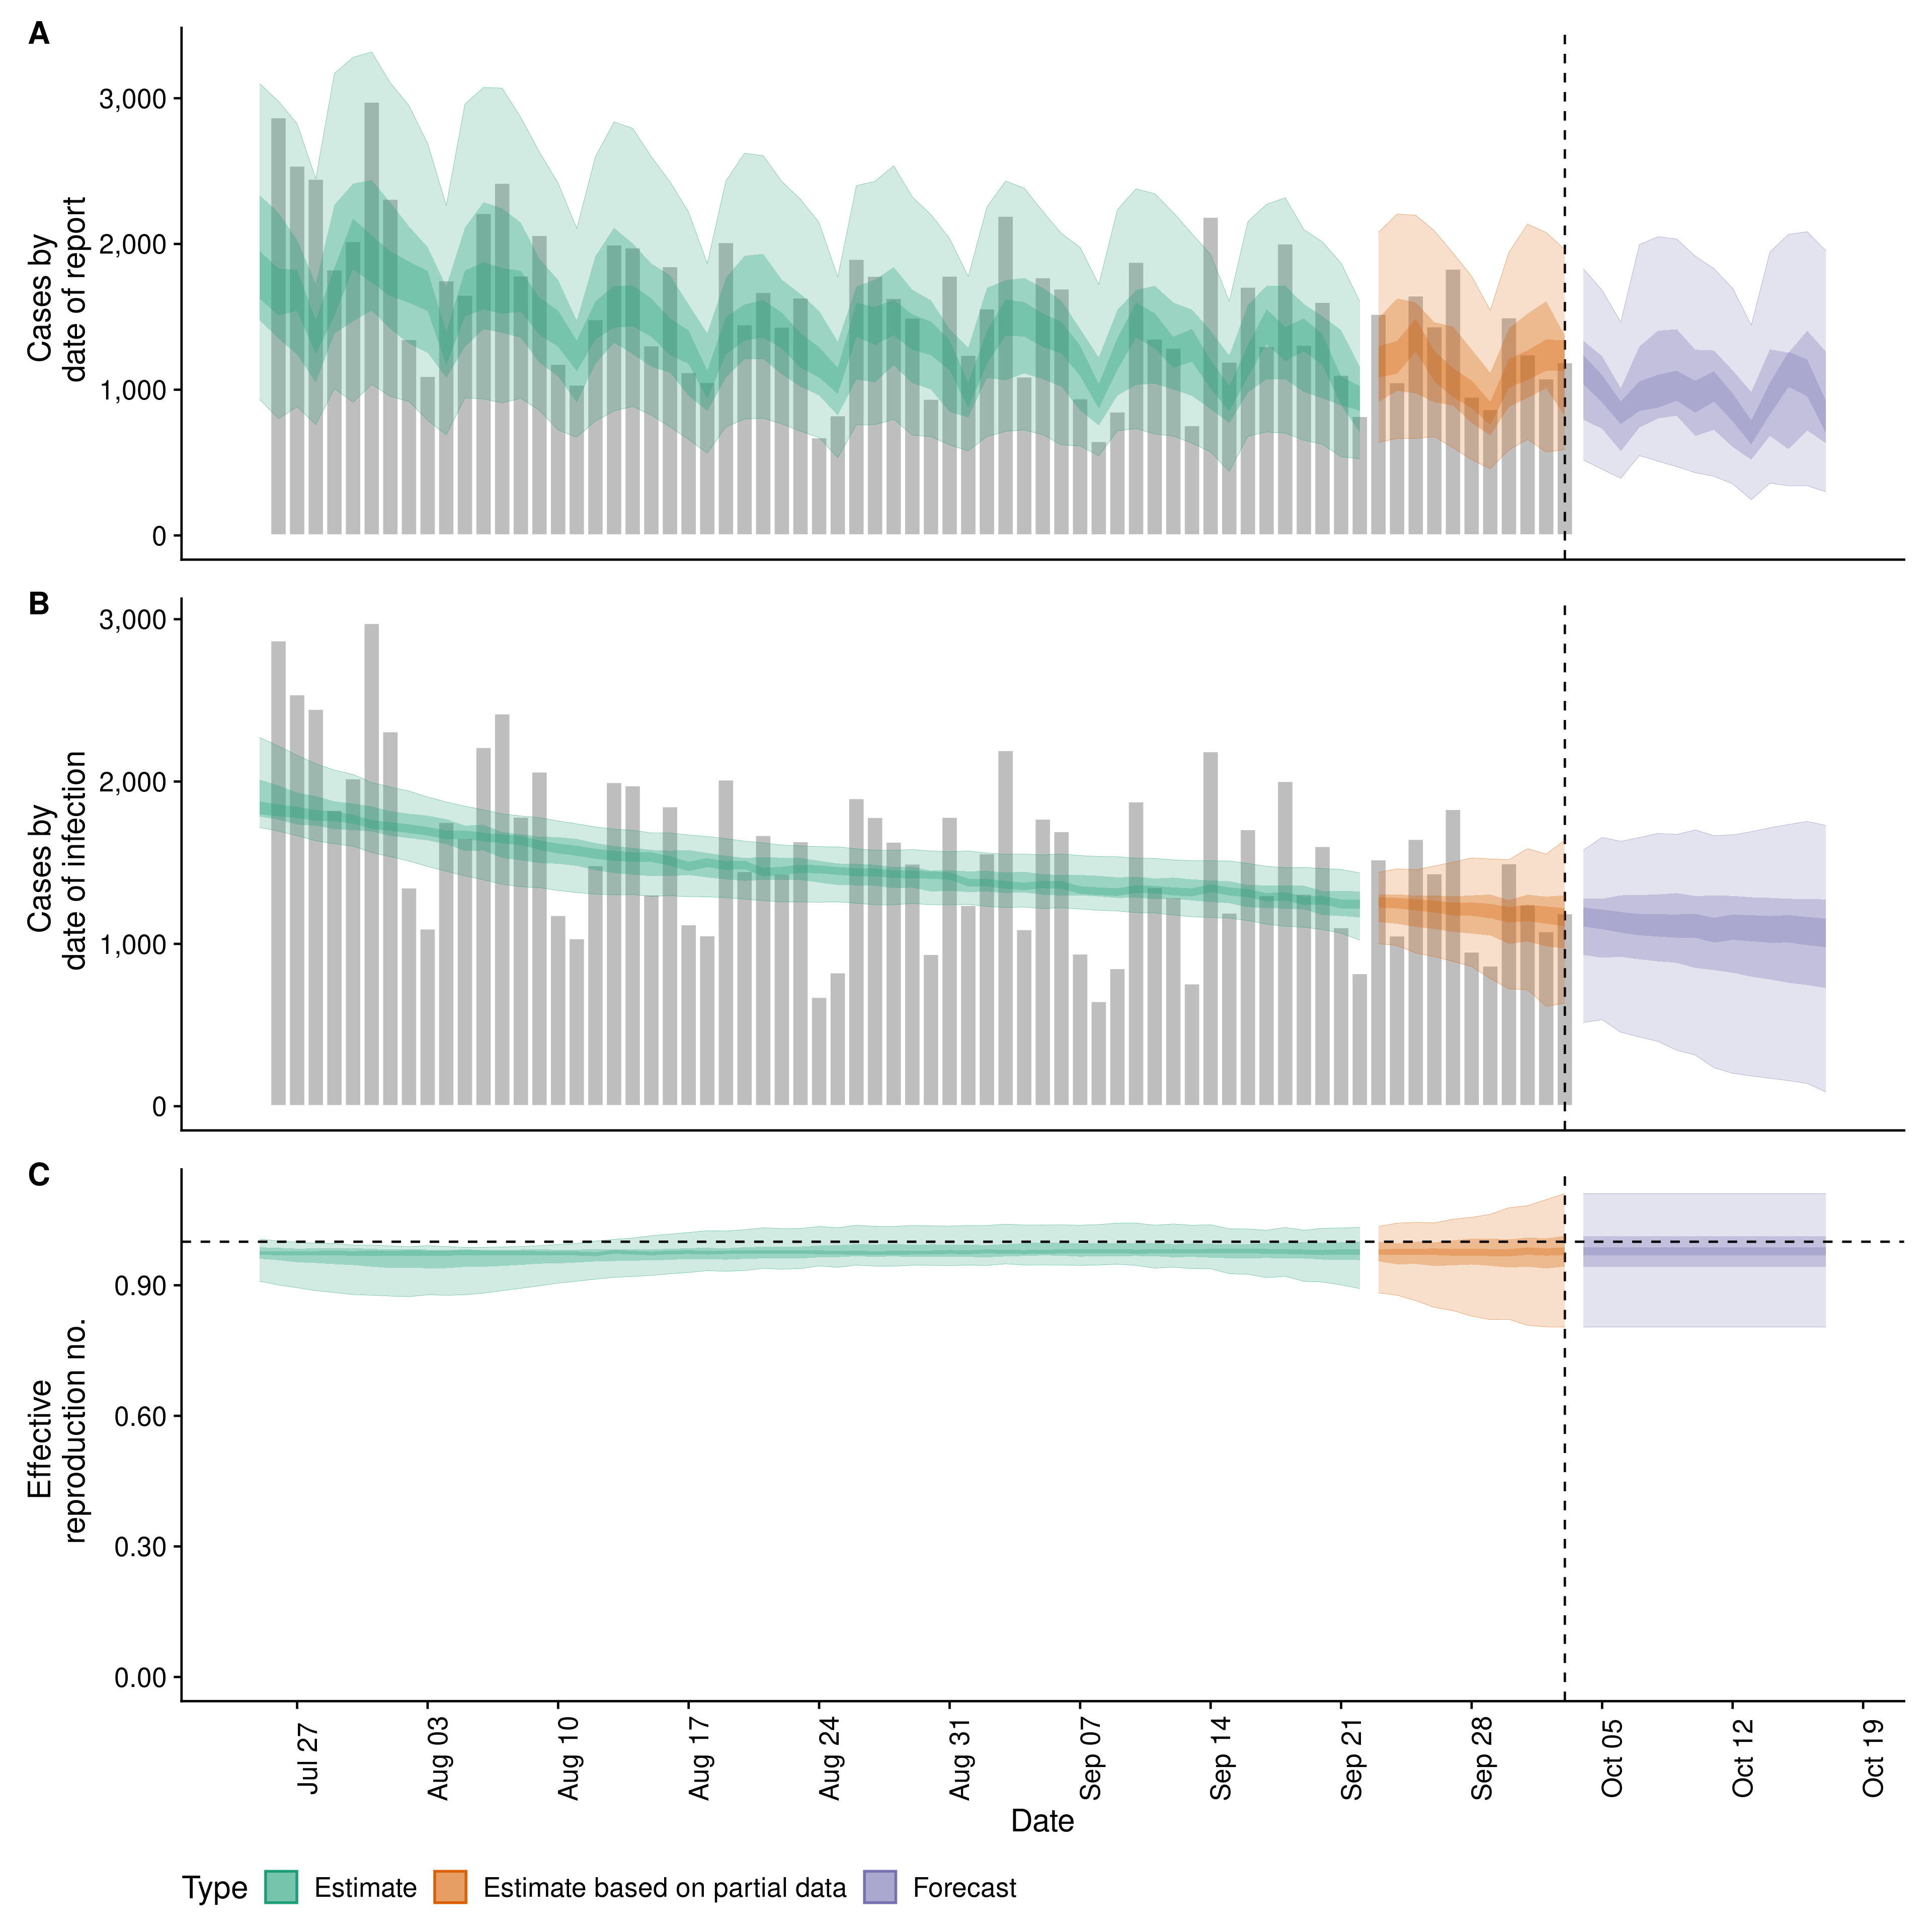 A
3,000
2,000
1,000
0
Cases by
date of report
B
3,000
2,000
1,000
0
Cases by
date of infection
C
0.90
0.60
0.30
0.00
Effective
reproduction no.
Jul 27
Aug 03
Aug 10
Aug 17
Aug 24
Aug 31
Sep 07
Sep 14
Sep 21
Sep 28
Oct 05
Oct 12
Oct 19
Date
Type Estimate Estimate based on partial data Forecast